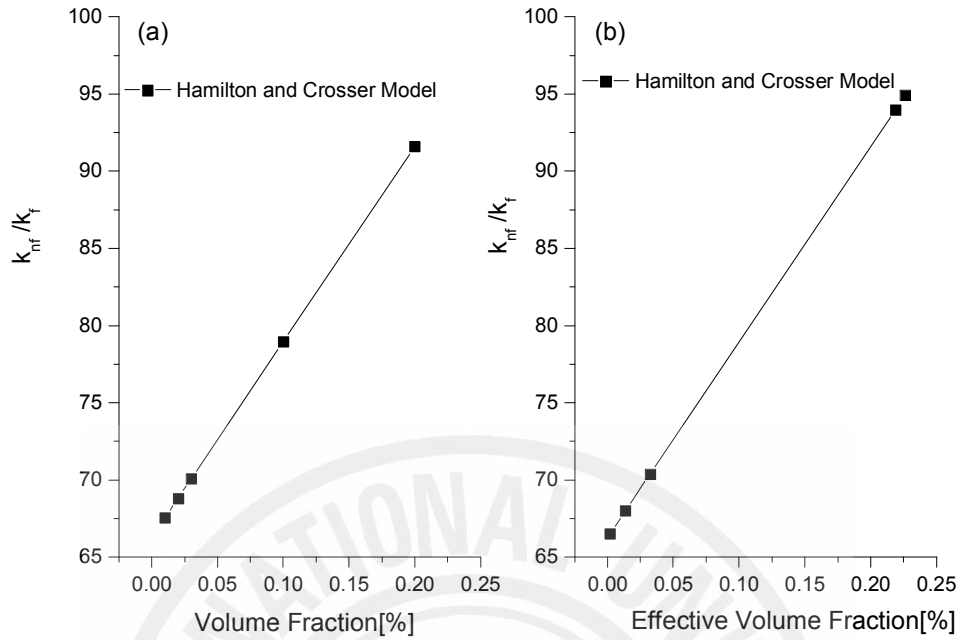 (a)
Hamilton and Crosser Model
100
95
90
85
80
75
70
65
k_nf /k_f
0.00 0.05 0.10 0.15 0.20 0.25
Volume Fraction[%]
(b)
Hamilton and Crosser Model
100
95
90
85
80
75
70
65
k_nf /k_f
0.00 0.05 0.10 0.15 0.20 0.25
Effective Volume Fraction[%]
NATIONAL UN